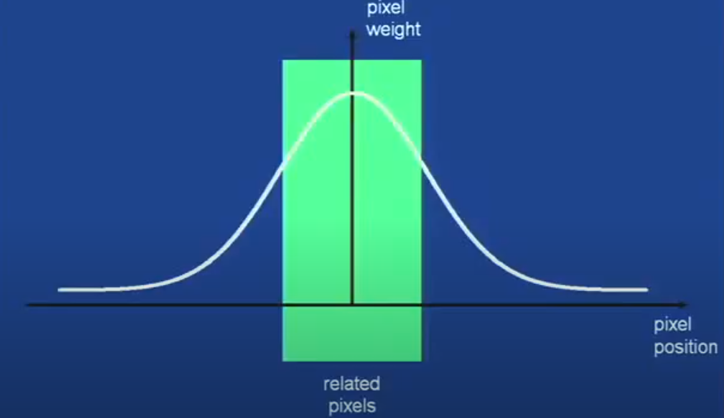 pixel
weight
pixel
position
related
pixels